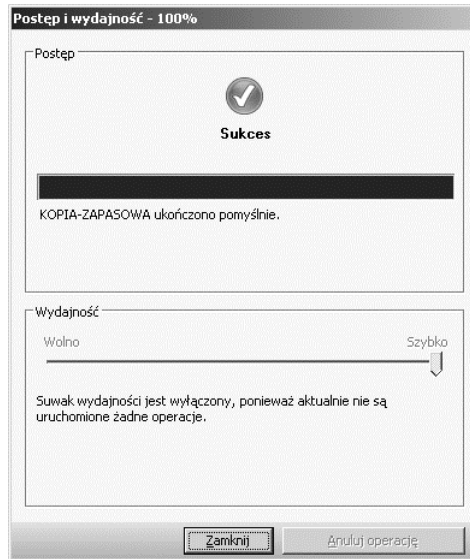 Postęp i wydajność - 100%
Postęp
Sukces
KOPIA-ZAPASOWA ukończono pomyślnie.
Wydajność
Wolno Szybko
Suwak wydajności jest wyłączony, ponieważ aktualnie nie są
uruchomione żadne operacje.
Zamknij Anuluj operację